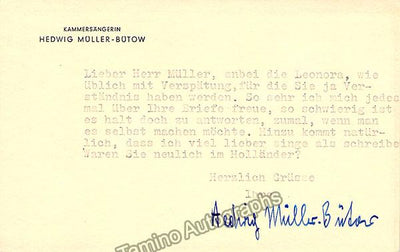 KAMMERSÄNGERIN
HEDWIG MÜLLER-BÜTOW
Lieber Herr Müller, anbei die Leonora, wie
üblich mit Verspätung, für die Sie ja Ver-
ständnis haben werden. So sehr ich mich jedes
mal über Ihre Briefe freue, so schwierig ist
es halt doch zu antworten, zumal, wenn man
es selbst machen möchte. Hinzu kommt natür-
lich, dass ich viel lieber singe als schreibe
Waren Sie neulich im Holländer?
Herzlich Grüsse
Hedwig Müller-Bütow
Tamino Autographs